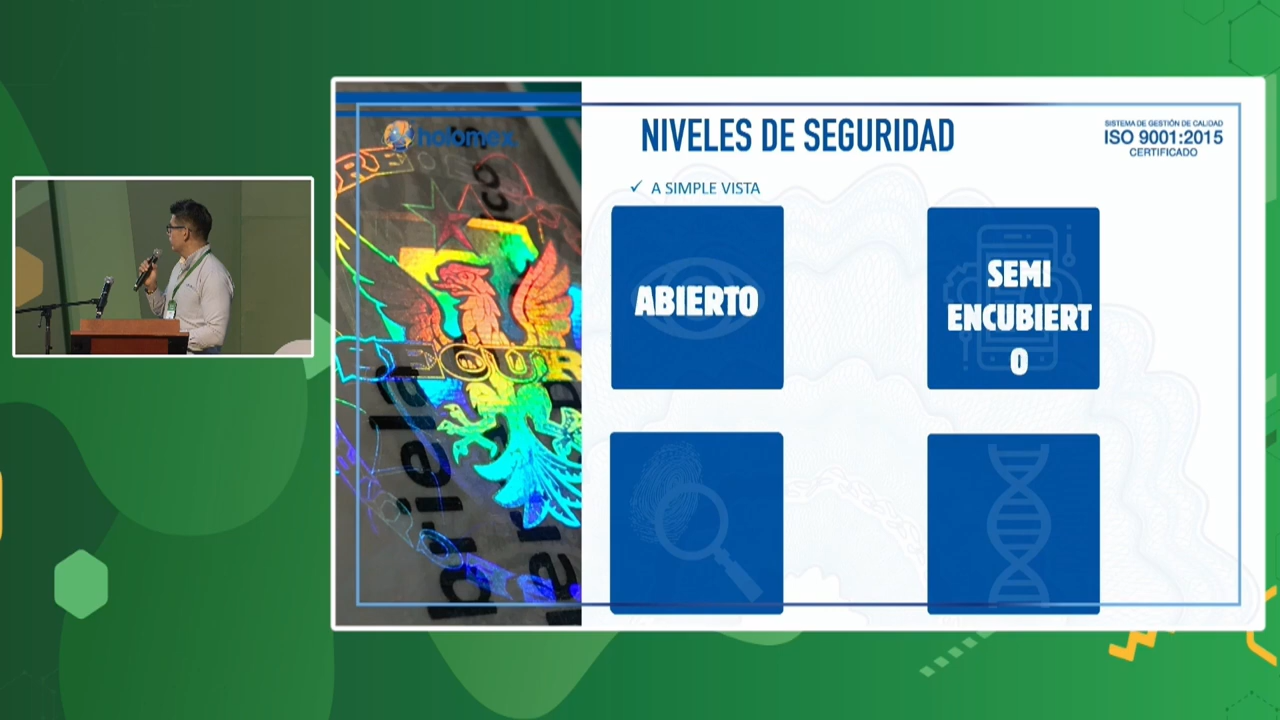 holomex
NIVELES DE SEGURIDAD
SISTEMA DE GESTIÓN DE CALIDAD
ISO 9001:2015
CERTIFICADO
✓ A SIMPLE VISTA
ABIERTO
SEMI
ENCUBIERT
O